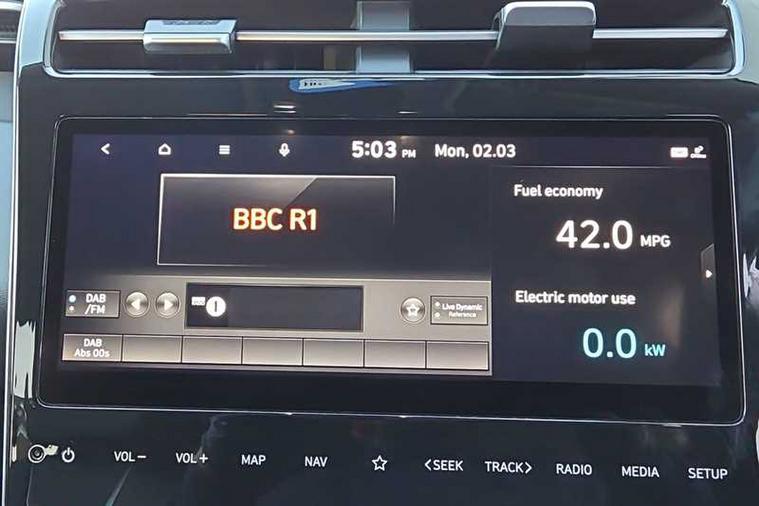 5:03 PM Mon, 02.03
BBC R1
Fuel economy
42.0 MPG
Electric motor use
0.0 kW
DAB
/FM
1
Live Dynamic
Reference
DAB
Abs 00s
VOL− VOL+ MAP NAV <SEEK TRACK> RADIO MEDIA SETUP